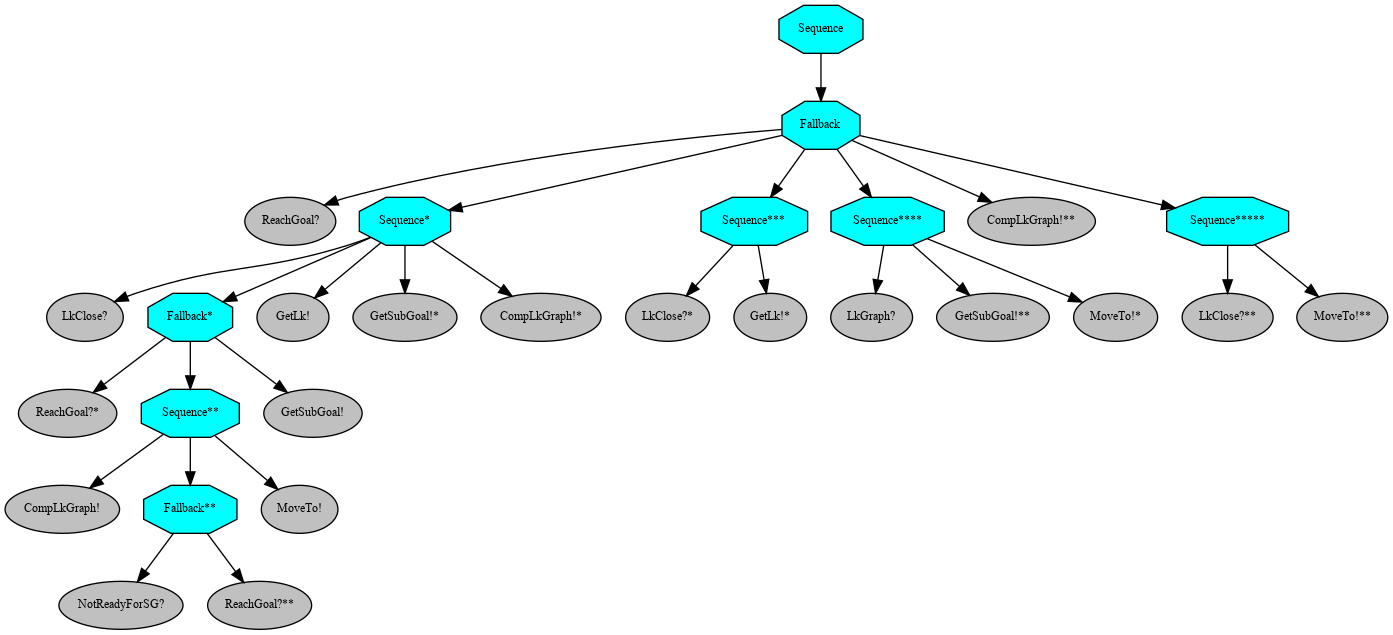 Sequence
Fallback
ReachGoal?
Sequence*
Sequence***
Sequence****
CompLkGraph!**
Sequence*****
LkClose?
Fallback*
GetLk!
GetSubGoal!*
CompLkGraph!*
LkClose?*
GetLk!*
LkGraph?
GetSubGoal!**
MoveTo!*
LkClose?**
MoveTo!**
ReachGoal?*
Sequence**
GetSubGoal!
CompLkGraph!
Fallback**
MoveTo!
NotReadyForSG?
ReachGoal?**